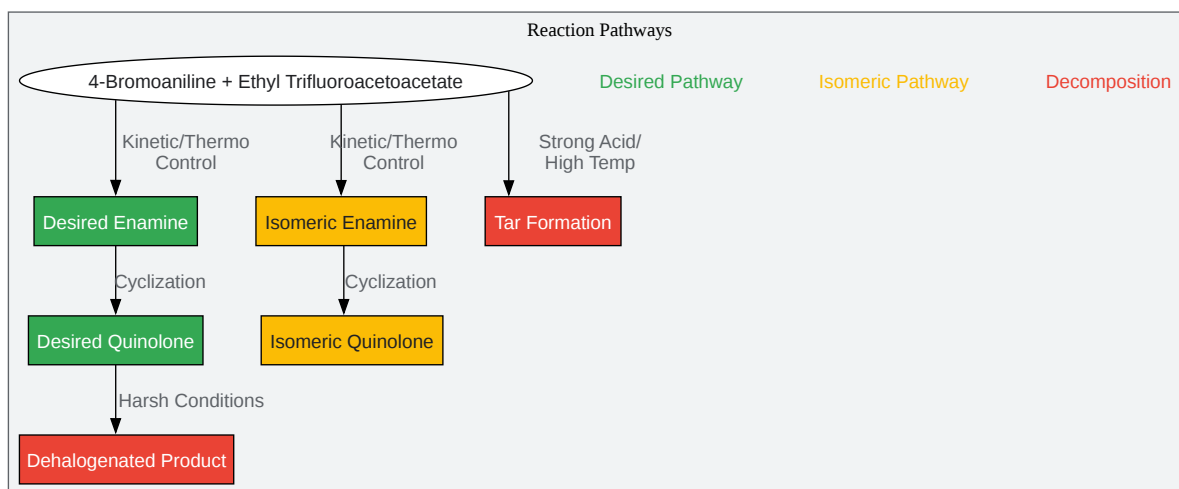 Reaction Pathways
4-Bromoaniline + Ethyl Trifluoroacetoacetate
Desired Pathway
Isomeric Pathway
Decomposition
Kinetic/Thermo
Control
Kinetic/Thermo
Control
Strong Acid/
High Temp
Desired Enamine
Isomeric Enamine
Tar Formation
Cyclization
Cyclization
Desired Quinolone
Isomeric Quinolone
Harsh Conditions
Dehalogenated Product